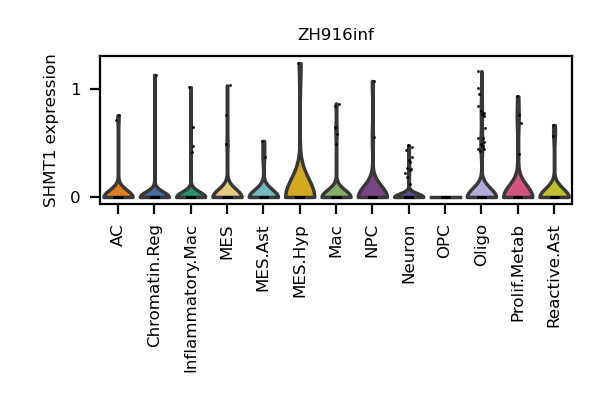 ZH916inf
SHMT1 expression
1
0
AC
Chromatin.Reg
Inflammatory.Mac
MES
MES.Ast
MES.Hyp
Mac
NPC
Neuron
OPC
Oligo
Prolif.Metab
Reactive.Ast